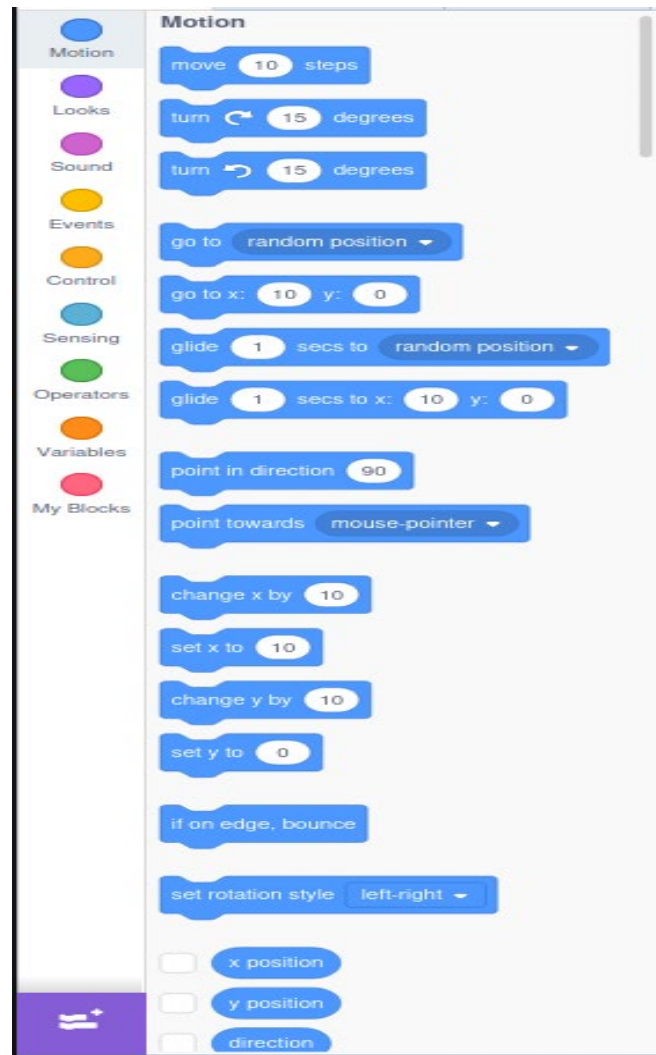 Motion
Looks
Sound
Events
Control
Sensing
Operators
Variables
My Blocks
Motion
move 10 steps
turn 15 degrees
turn 15 degrees
go to random position
go to x: 10 y: 0
glide 1 secs to random position
glide 1 secs to x: 10 y: 0
point in direction 90
point towards mouse-pointer
change x by 10
set x to 10
change y by 10
set y to 0
if on edge, bounce
set rotation style left-right
x position
y position
direction